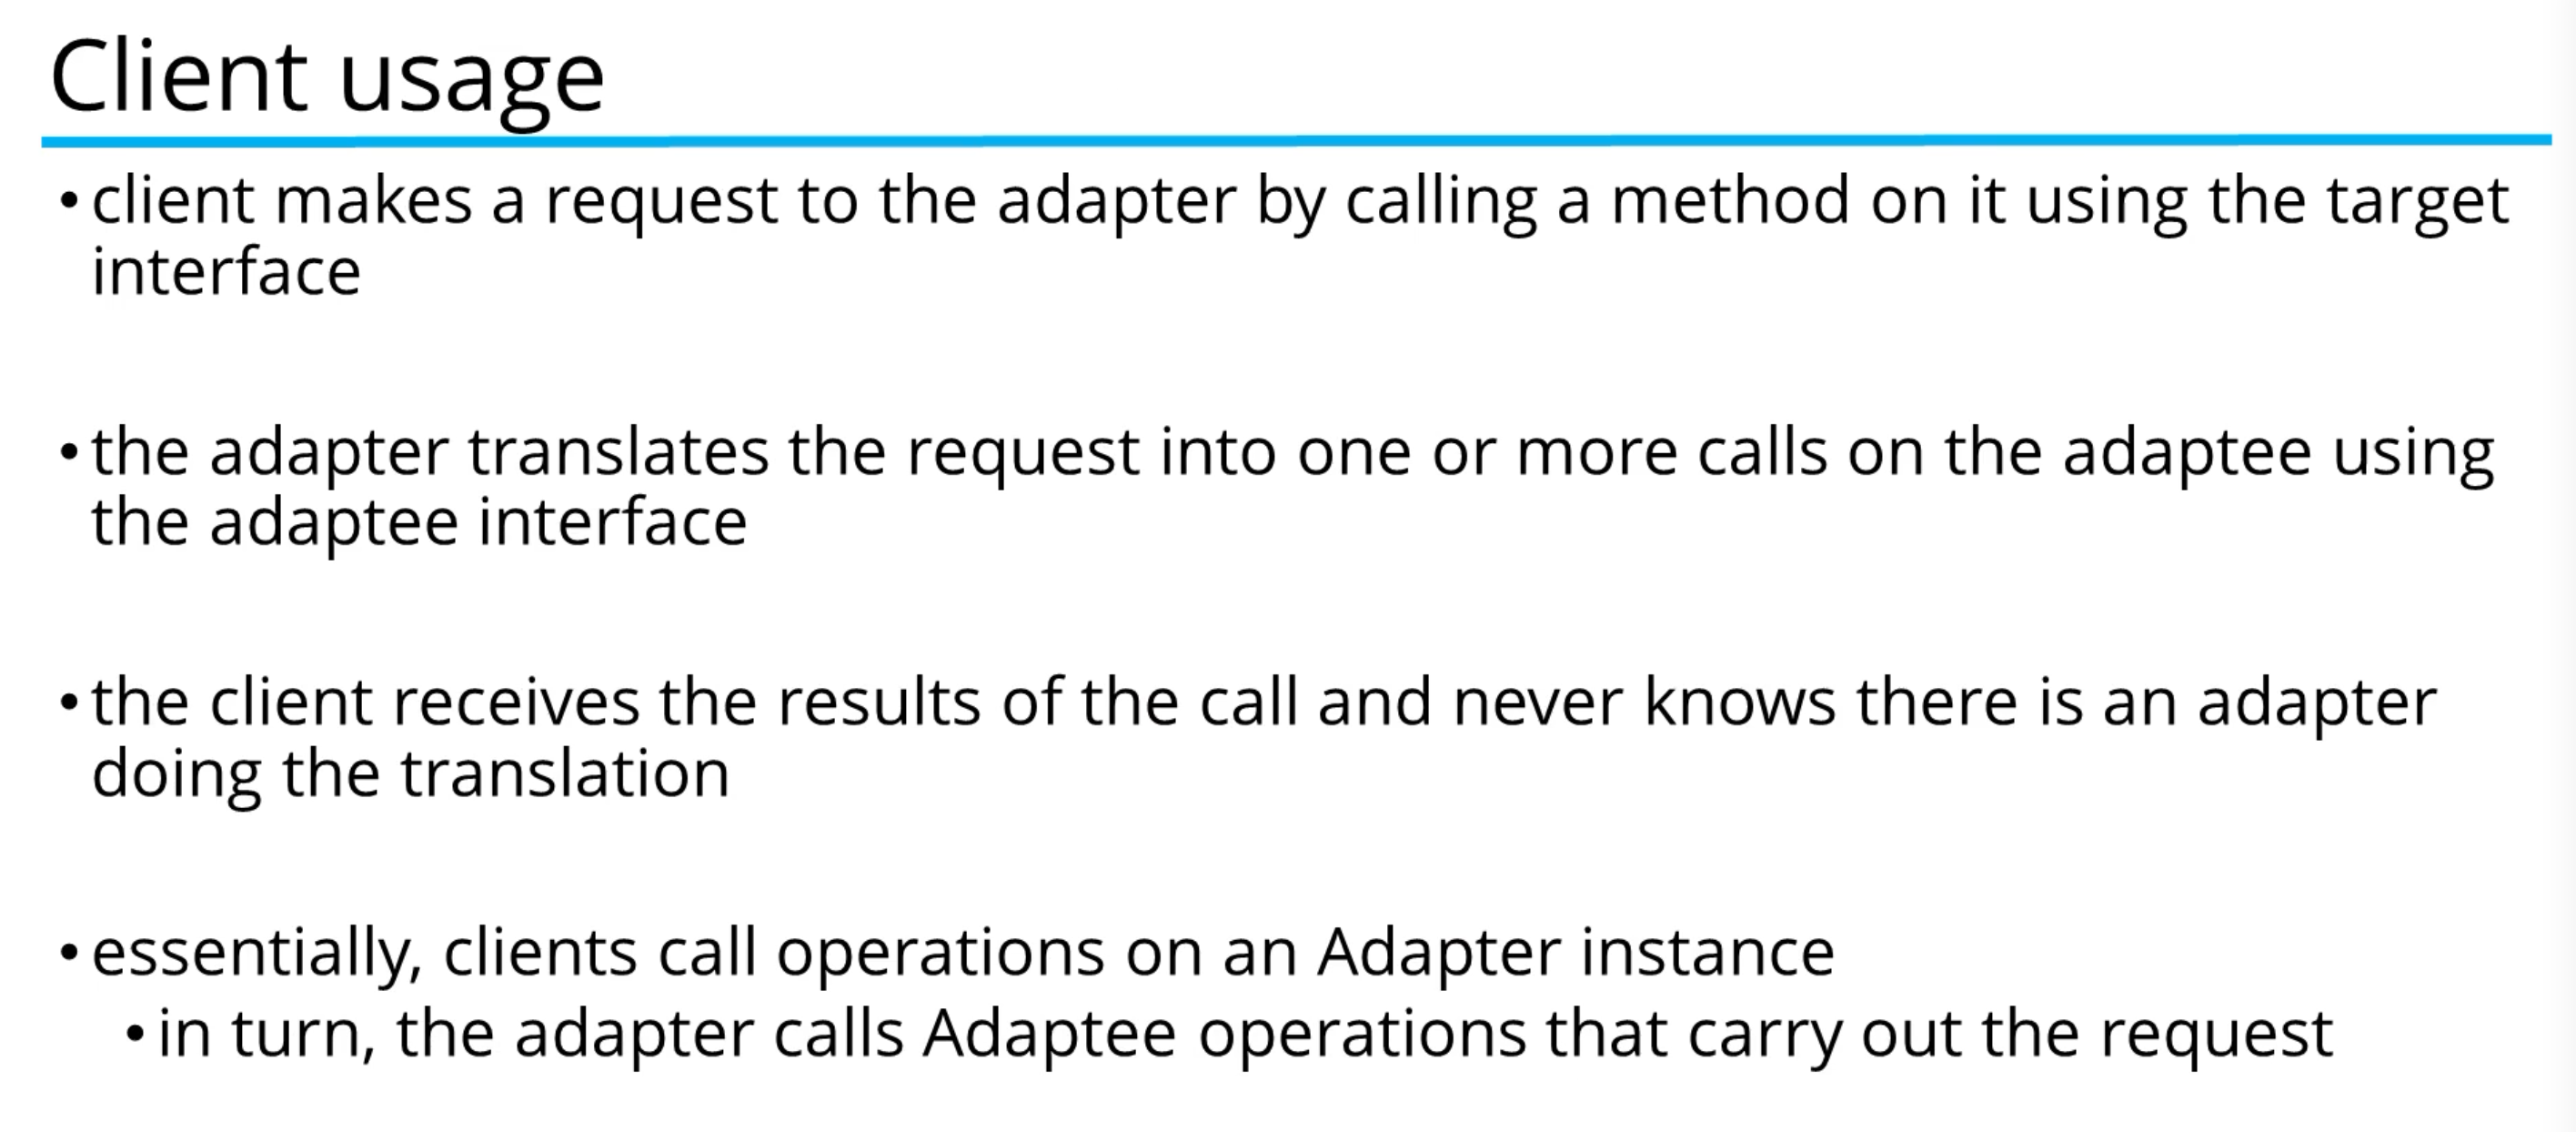 Client usage
• client makes a request to the adapter by calling a method on it using the target
interface
• the adapter translates the request into one or more calls on the adaptee using
the adaptee interface
• the client receives the results of the call and never knows there is an adapter
doing the translation
• essentially, clients call operations on an Adapter instance
• in turn, the adapter calls Adaptee operations that carry out the request